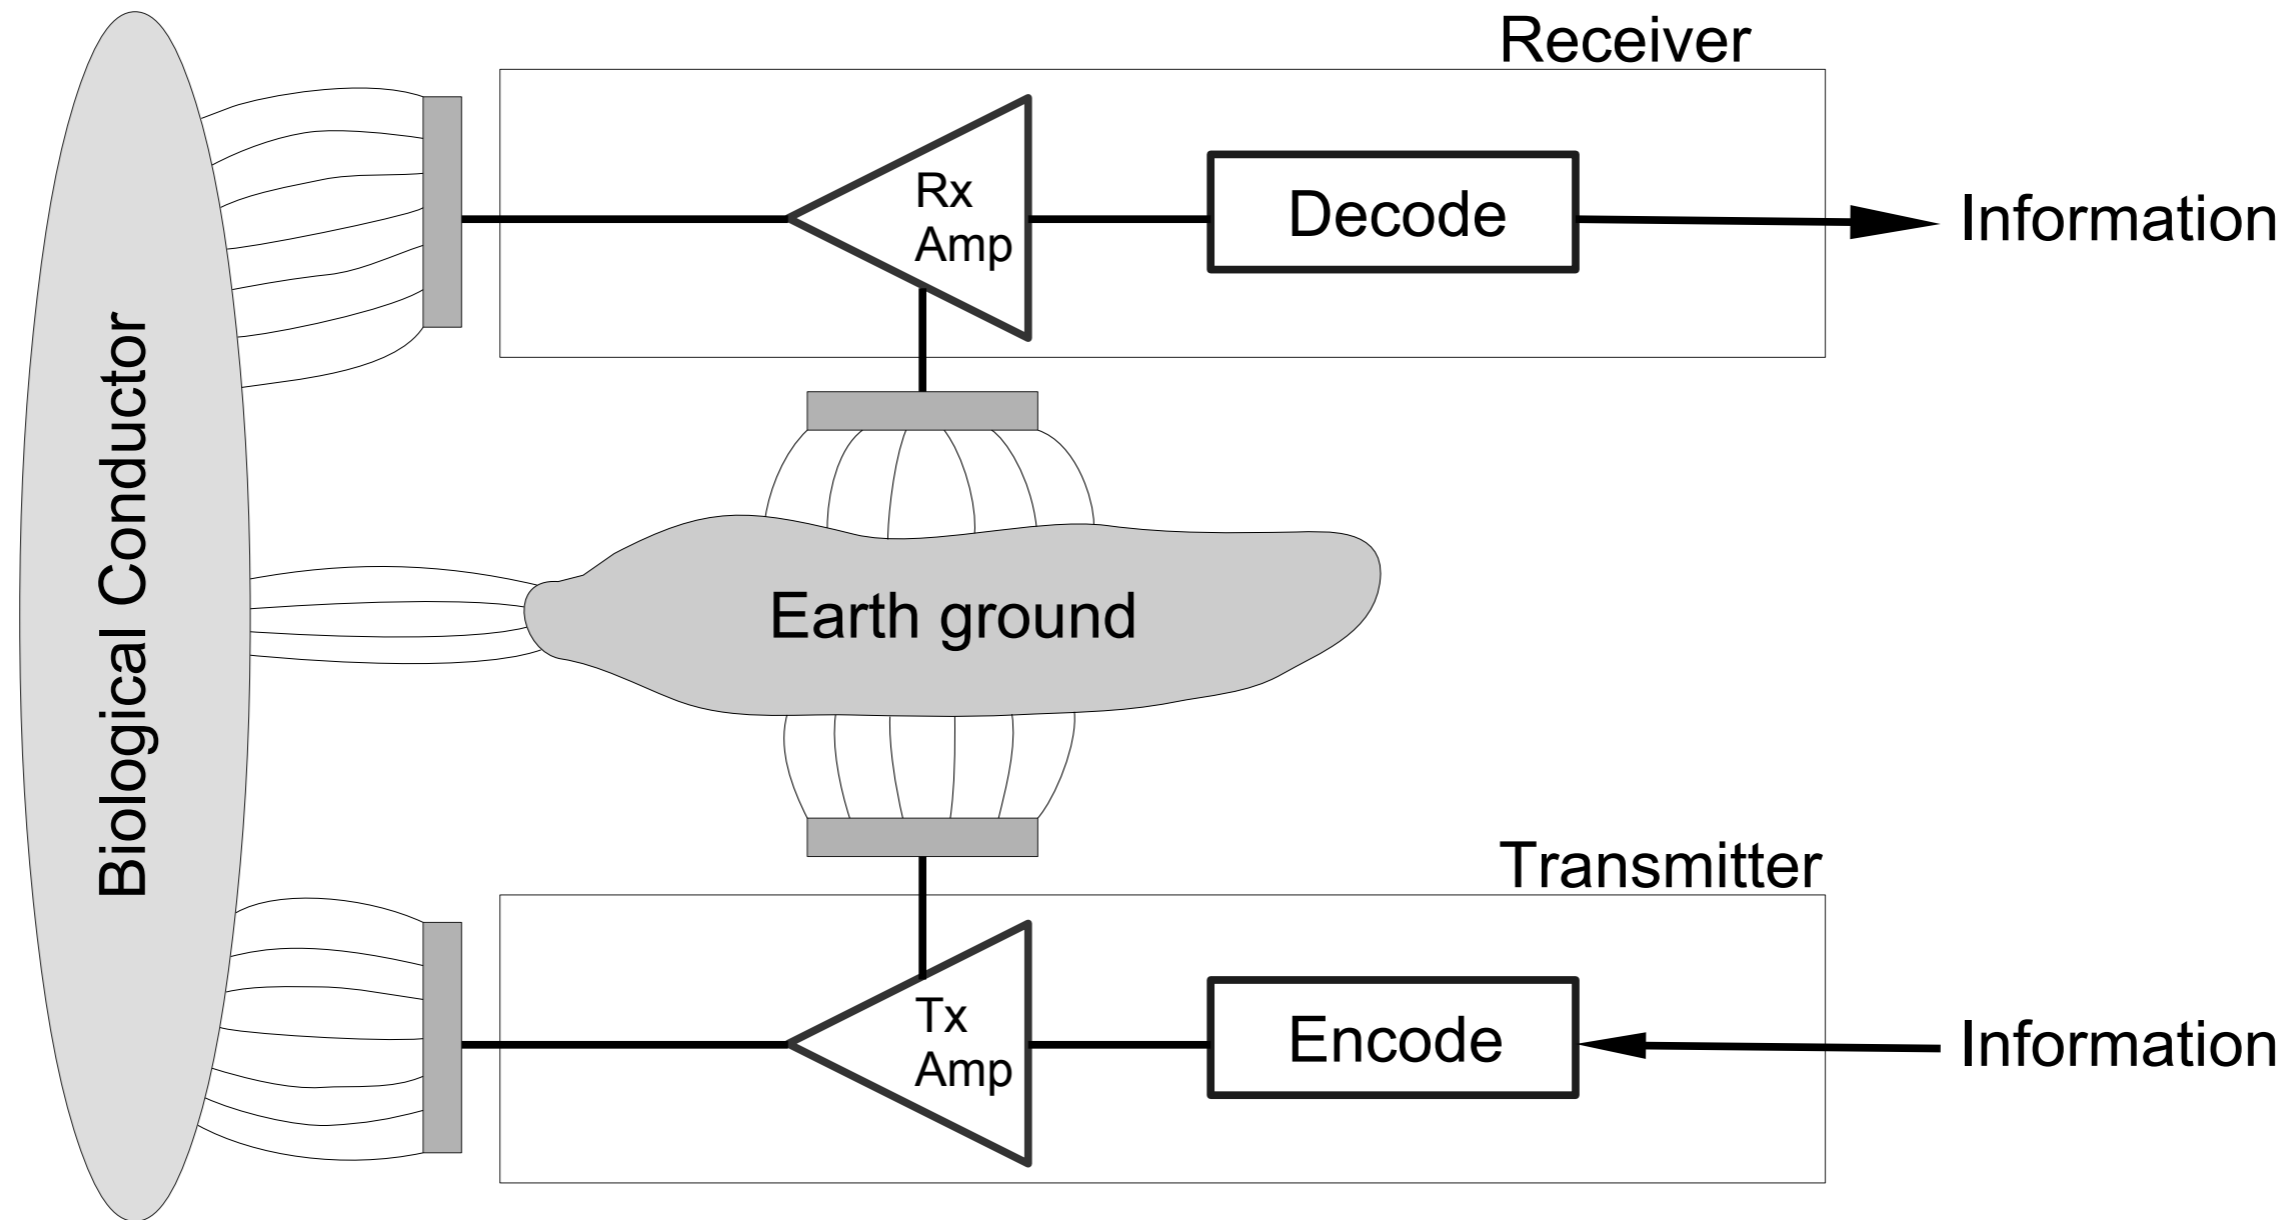 Receiver
Rx
Amp
Decode
Information
Biological Conductor
Earth ground
Transmitter
Tx
Amp
Encode
Information